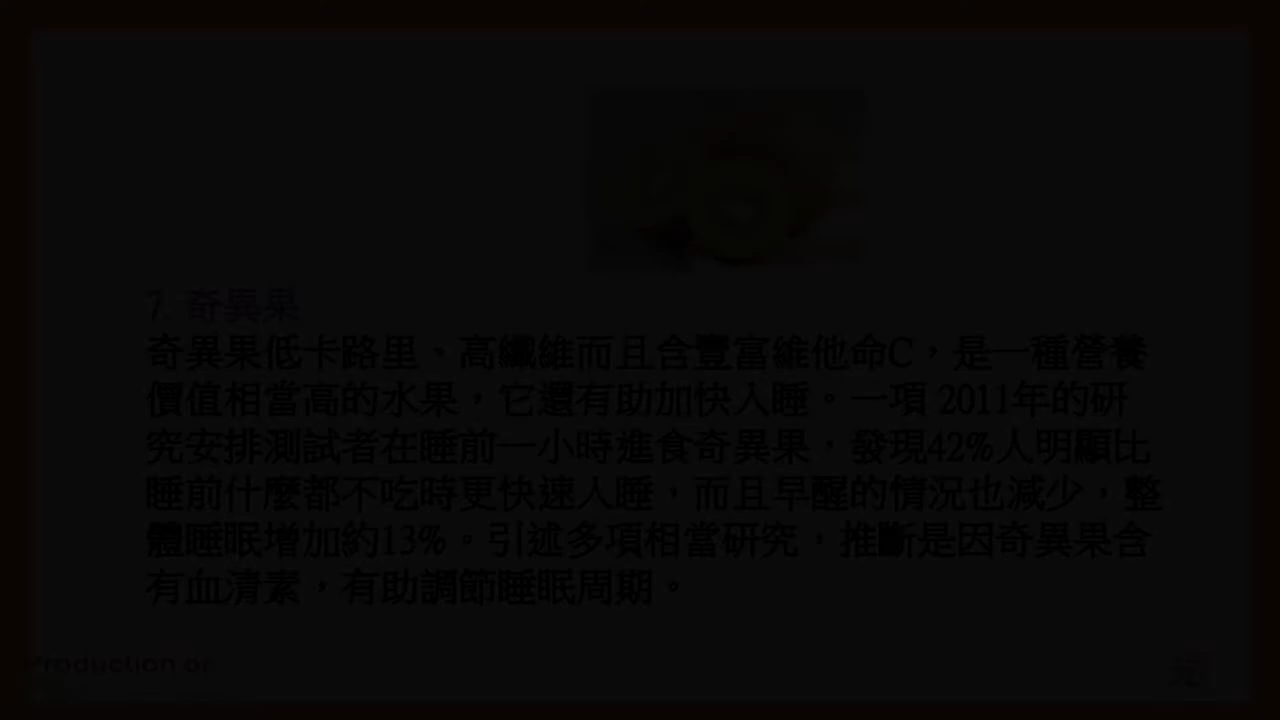 7. 奇異果
奇異果低卡路里、高纖維而且含豐富維他命C，是一種營養
價值相當高的水果，它還有助加快入睡。一項 2011年的研
究安排測試者在睡前一小時進食奇異果，發現42%人明顯比
睡前什麼都不吃時更快速入睡，而且早醒的情況也減少，整
體睡眠增加約13%。引述多項相當研究，推斷是因奇異果含
有血清素，有助調節睡眠周期。
Production of